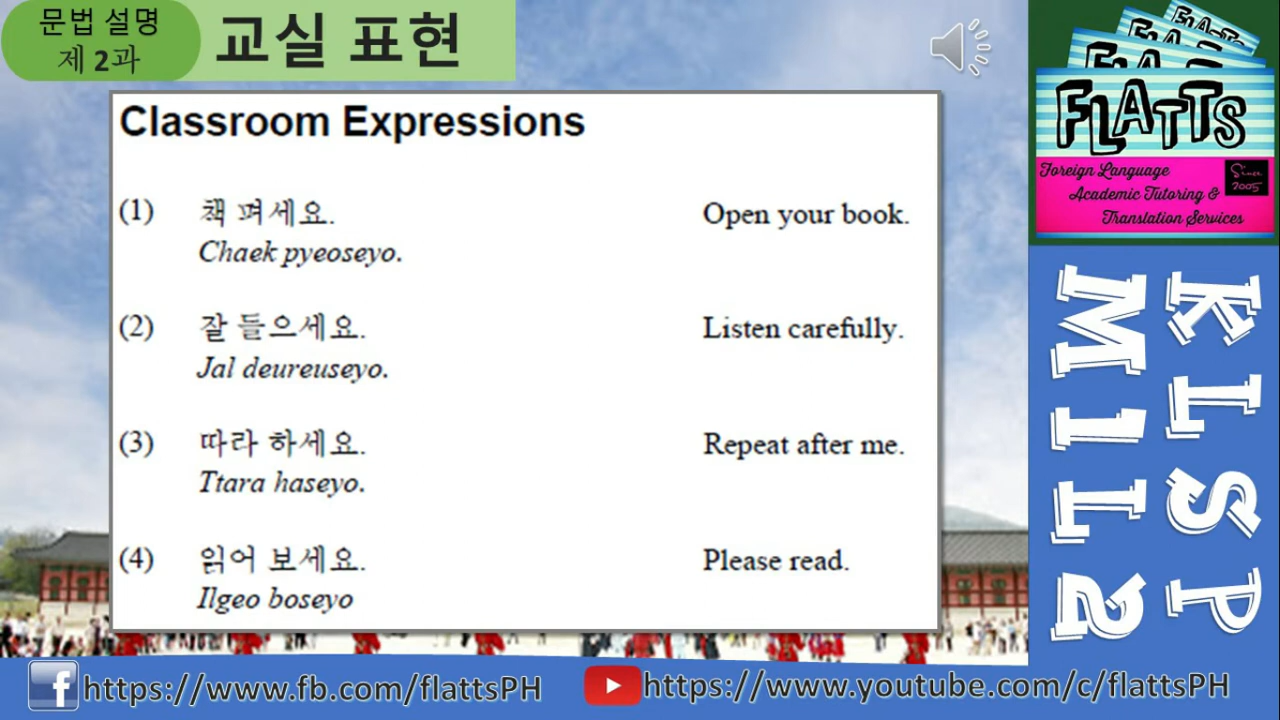 문법 설명
제 2과
교실 표현
Classroom Expressions
(1) 책 펴세요. Open your book.
Chaek pyeoseyo.
(2) 잘 들으세요. Listen carefully.
Jal deureuseyo.
(3) 따라 하세요. Repeat after me.
Ttara haseyo.
(4) 읽어 보세요. Please read.
Ilgeo boseyo
FLATTS
Foreign Language
Academic Tutoring &
Translation Services
Since
2005
KLSP
MILQ
https://www.fb.com/flattsPH
https://www.youtube.com/c/flattsPH